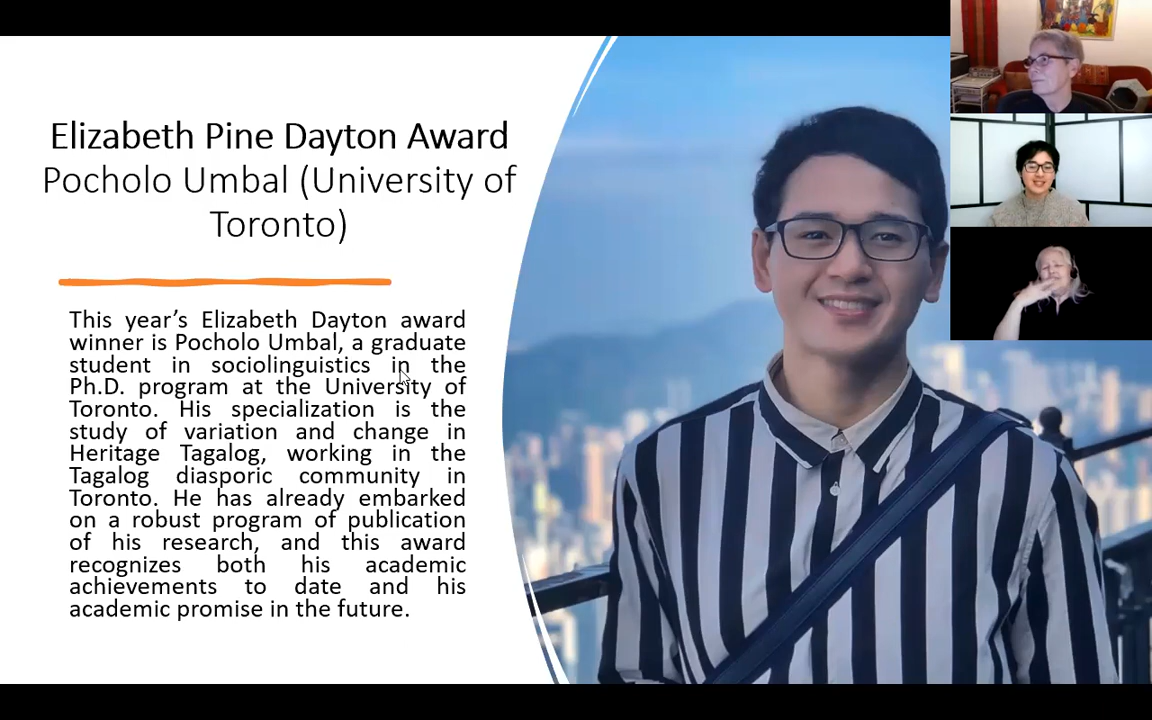 Elizabeth Pine Dayton Award
Pocholo Umbal (University of
Toronto)
This year’s Elizabeth Dayton award
winner is Pocholo Umbal, a graduate
student in sociolinguistics in the
Ph.D. program at the University of
Toronto. His specialization is the
study of variation and change in
Heritage Tagalog, working in the
Tagalog diasporic community in
Toronto. He has already embarked
on a robust program of publication
of his research, and this award
recognizes both his academic
achievements to date and his
academic promise in the future.